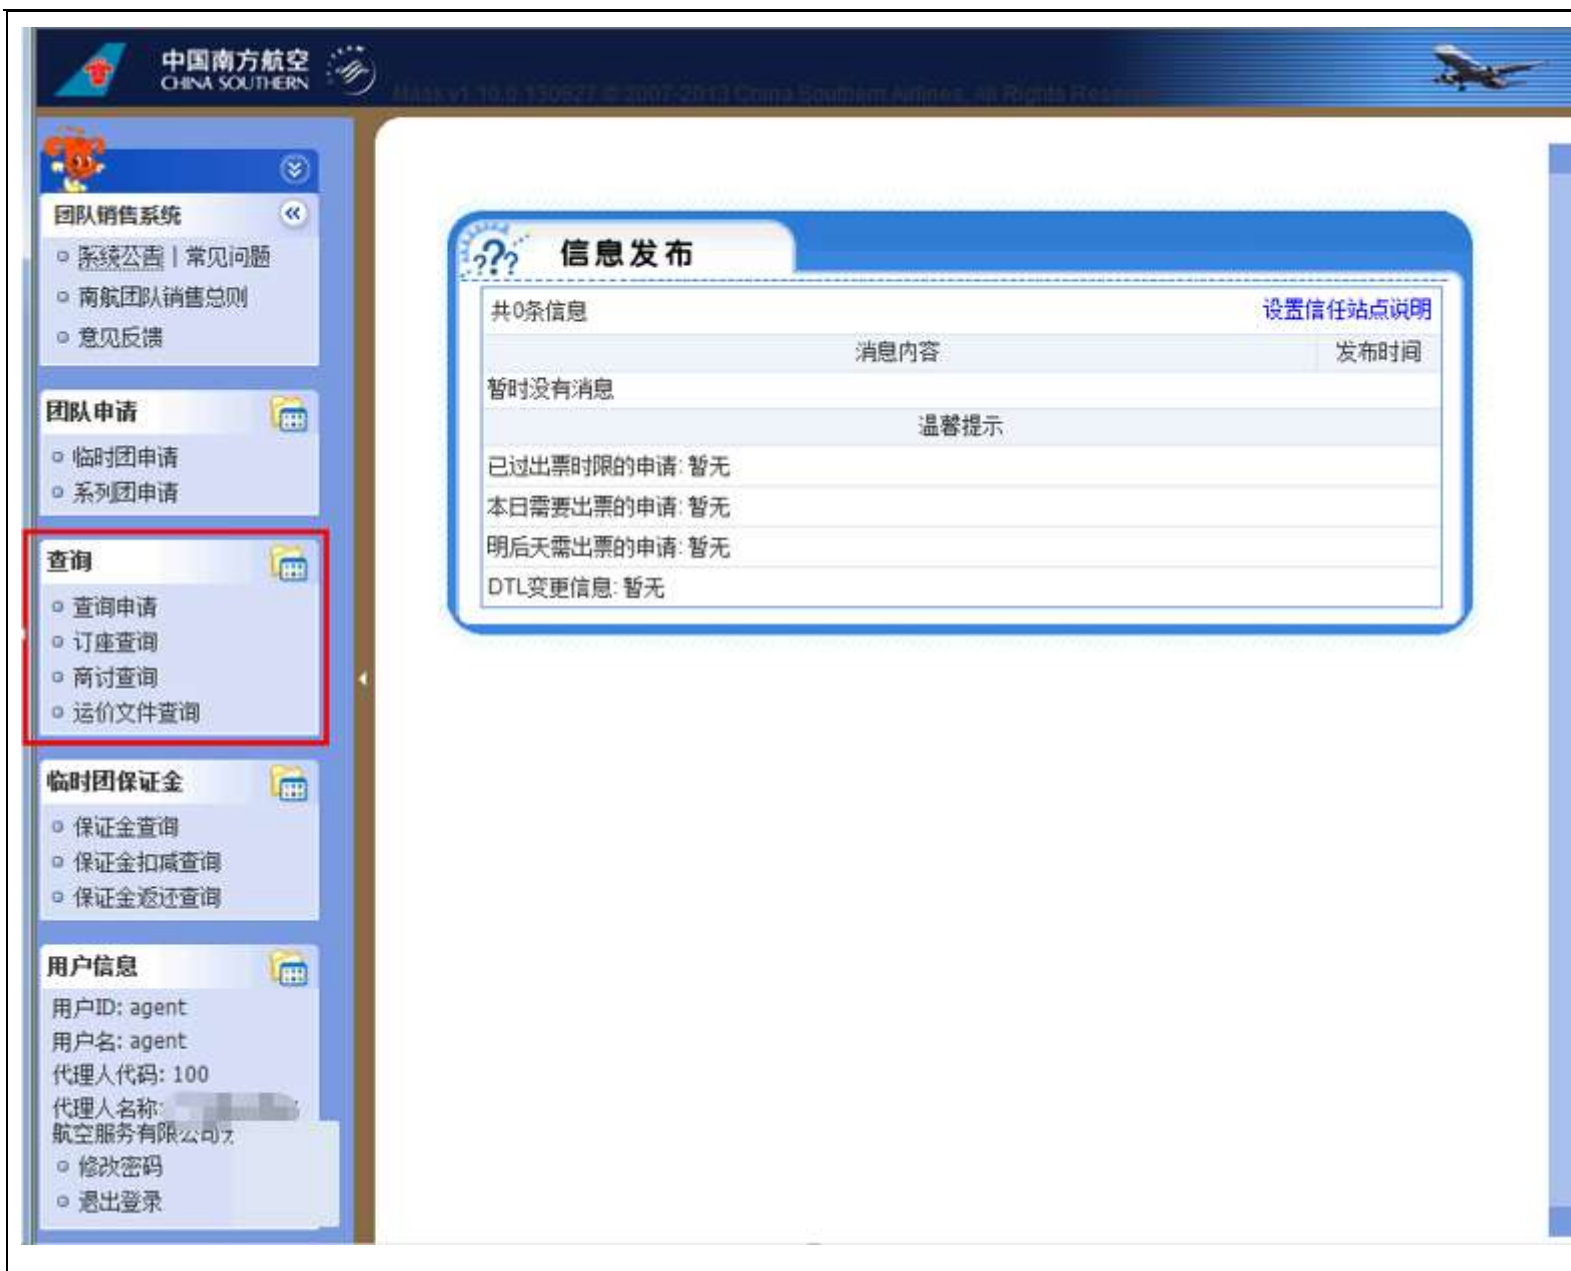 中国南方航空
CHINA SOUTHERN
团队销售系统
系统公告 | 常见问题
南航团队销售总则
意见反馈
团队申请
临时团申请
系列团申请
查询
查询申请
订座查询
商讨查询
运价文件查询
临时团保证金
保证金查询
保证金扣减查询
保证金返还查询
用户信息
用户ID: agent
用户名: agent
代理人代码: 100
代理人名称:
航空服务有限公司
修改密码
退出登录
??? 信息发布
共0条信息 设置信任站点说明
消息内容 发布时间
暂时没有消息
温馨提示
已过出票时限的申请: 暂无
本日需要出票的申请: 暂无
明后天需出票的申请: 暂无
DTL变更信息: 暂无